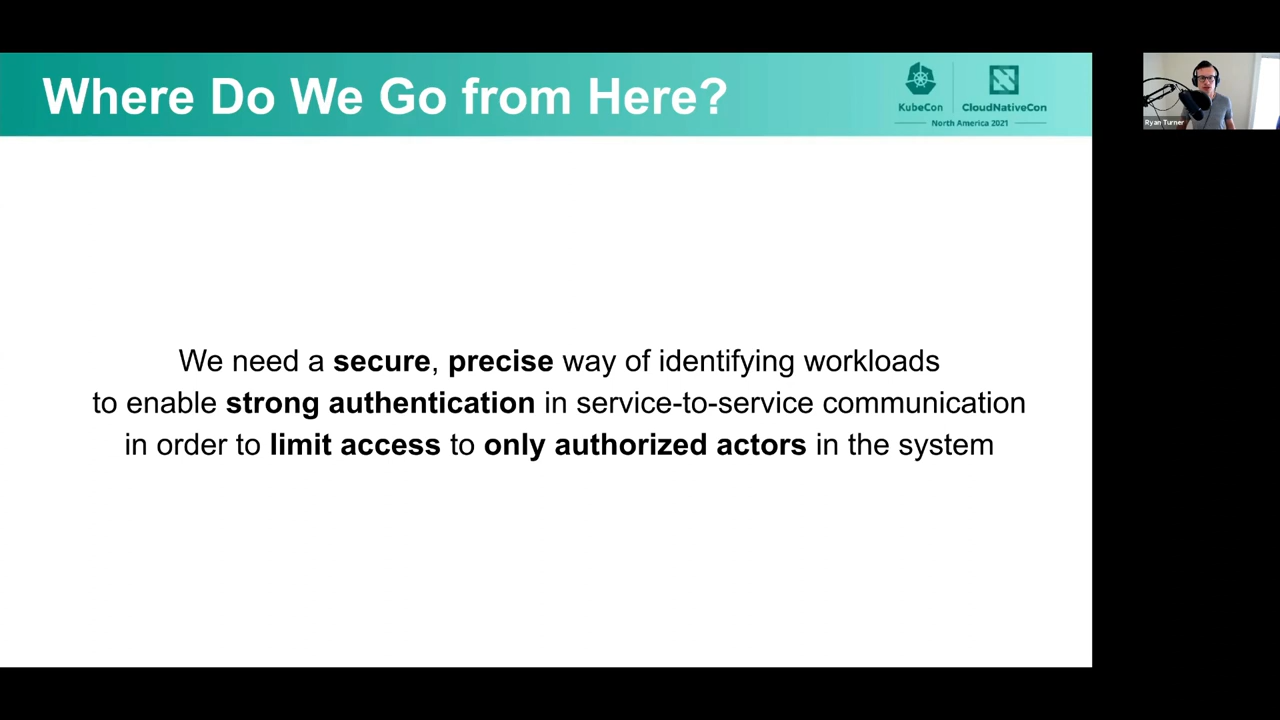 Where Do We Go from Here?
KubeCon
CloudNativeCon
North America 2021
Ryan Turner
We need a secure, precise way of identifying workloads
to enable strong authentication in service-to-service communication
in order to limit access to only authorized actors in the system